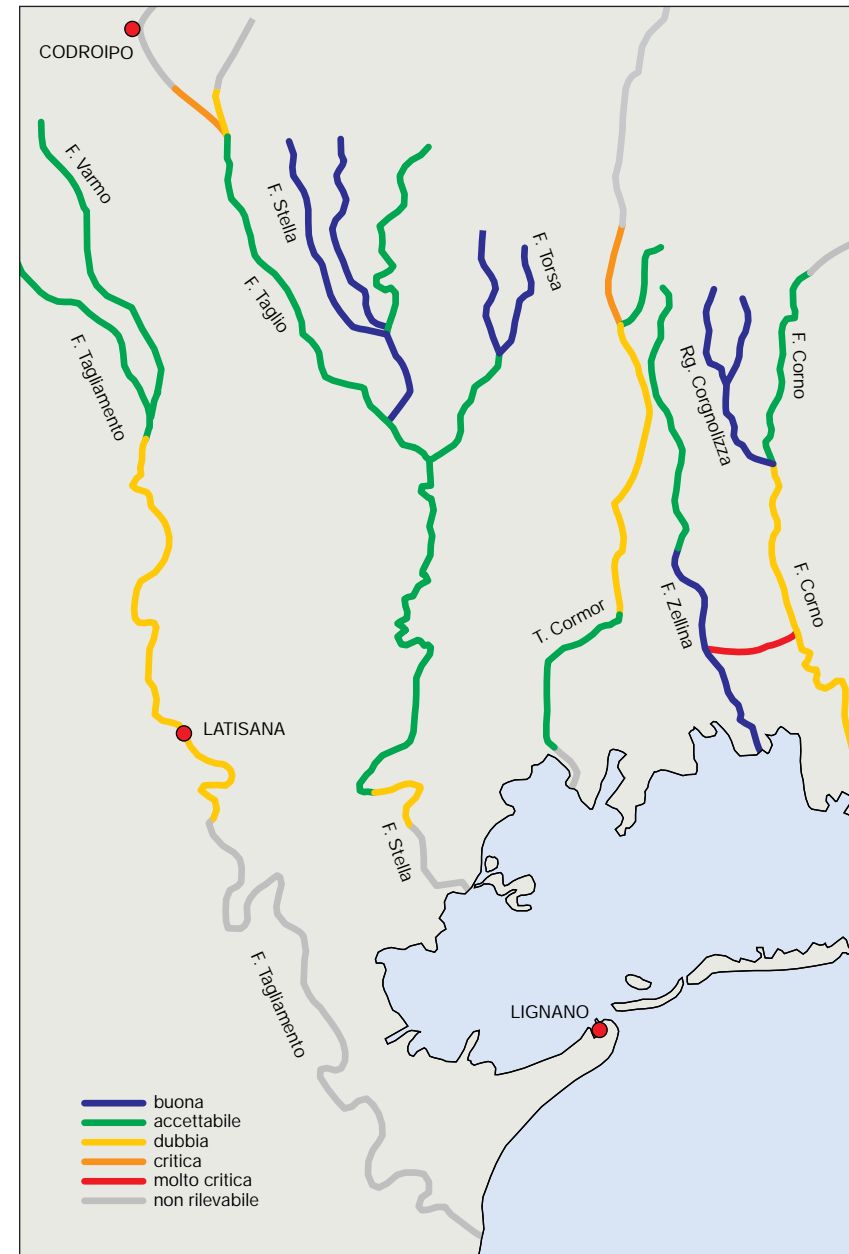 CODROIPO
F. Varmo
F. Stella
F. Torsa
F. Taglio
F. Tagliamento
F. Corno
Rg. Corgnolizza
T. Cormor
F. Zellina
F. Corno
LATISANA
F. Stella
F. Tagliamento
LIGNANO
buona
accettabile
dubbia
critica
molto critica
non rilevabile